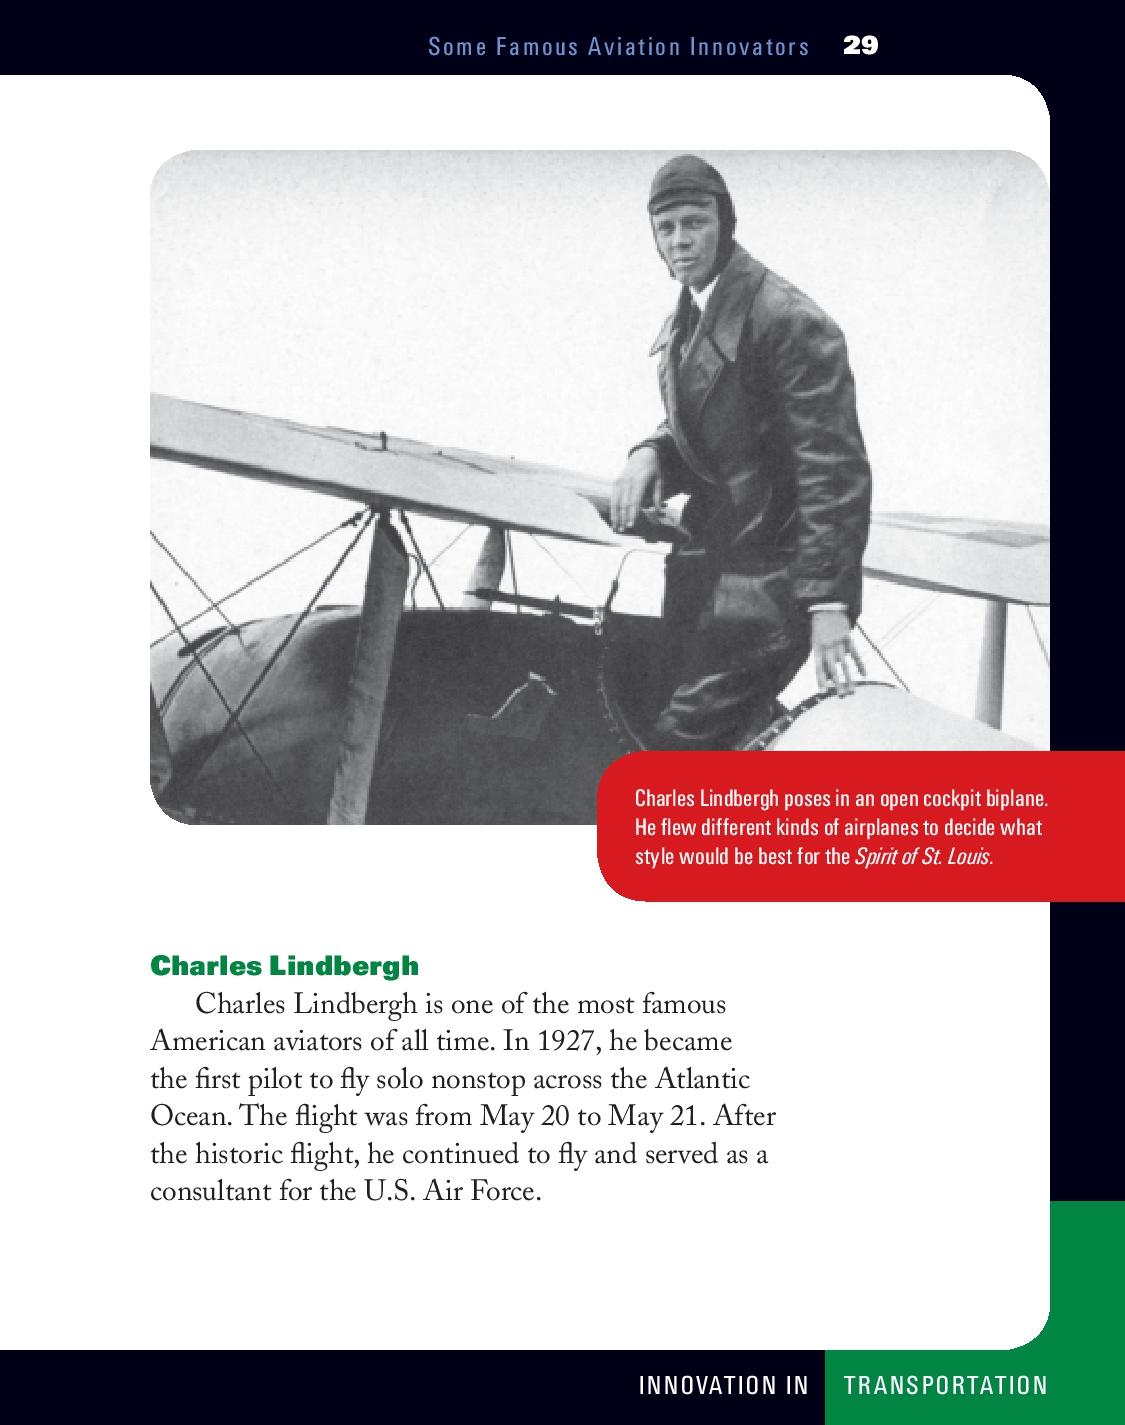 Some Famous Aviation Innovators 29
Charles Lindbergh poses in an open cockpit biplane.
He flew different kinds of airplanes to decide what
style would be best for the Spirit of St. Louis.
Charles Lindbergh
Charles Lindbergh is one of the most famous
American aviators of all time. In 1927, he became
the first pilot to fly solo nonstop across the Atlantic
Ocean. The flight was from May 20 to May 21. After
the historic flight, he continued to fly and served as a
consultant for the U.S. Air Force.
INNOVATION IN TRANSPORTATION